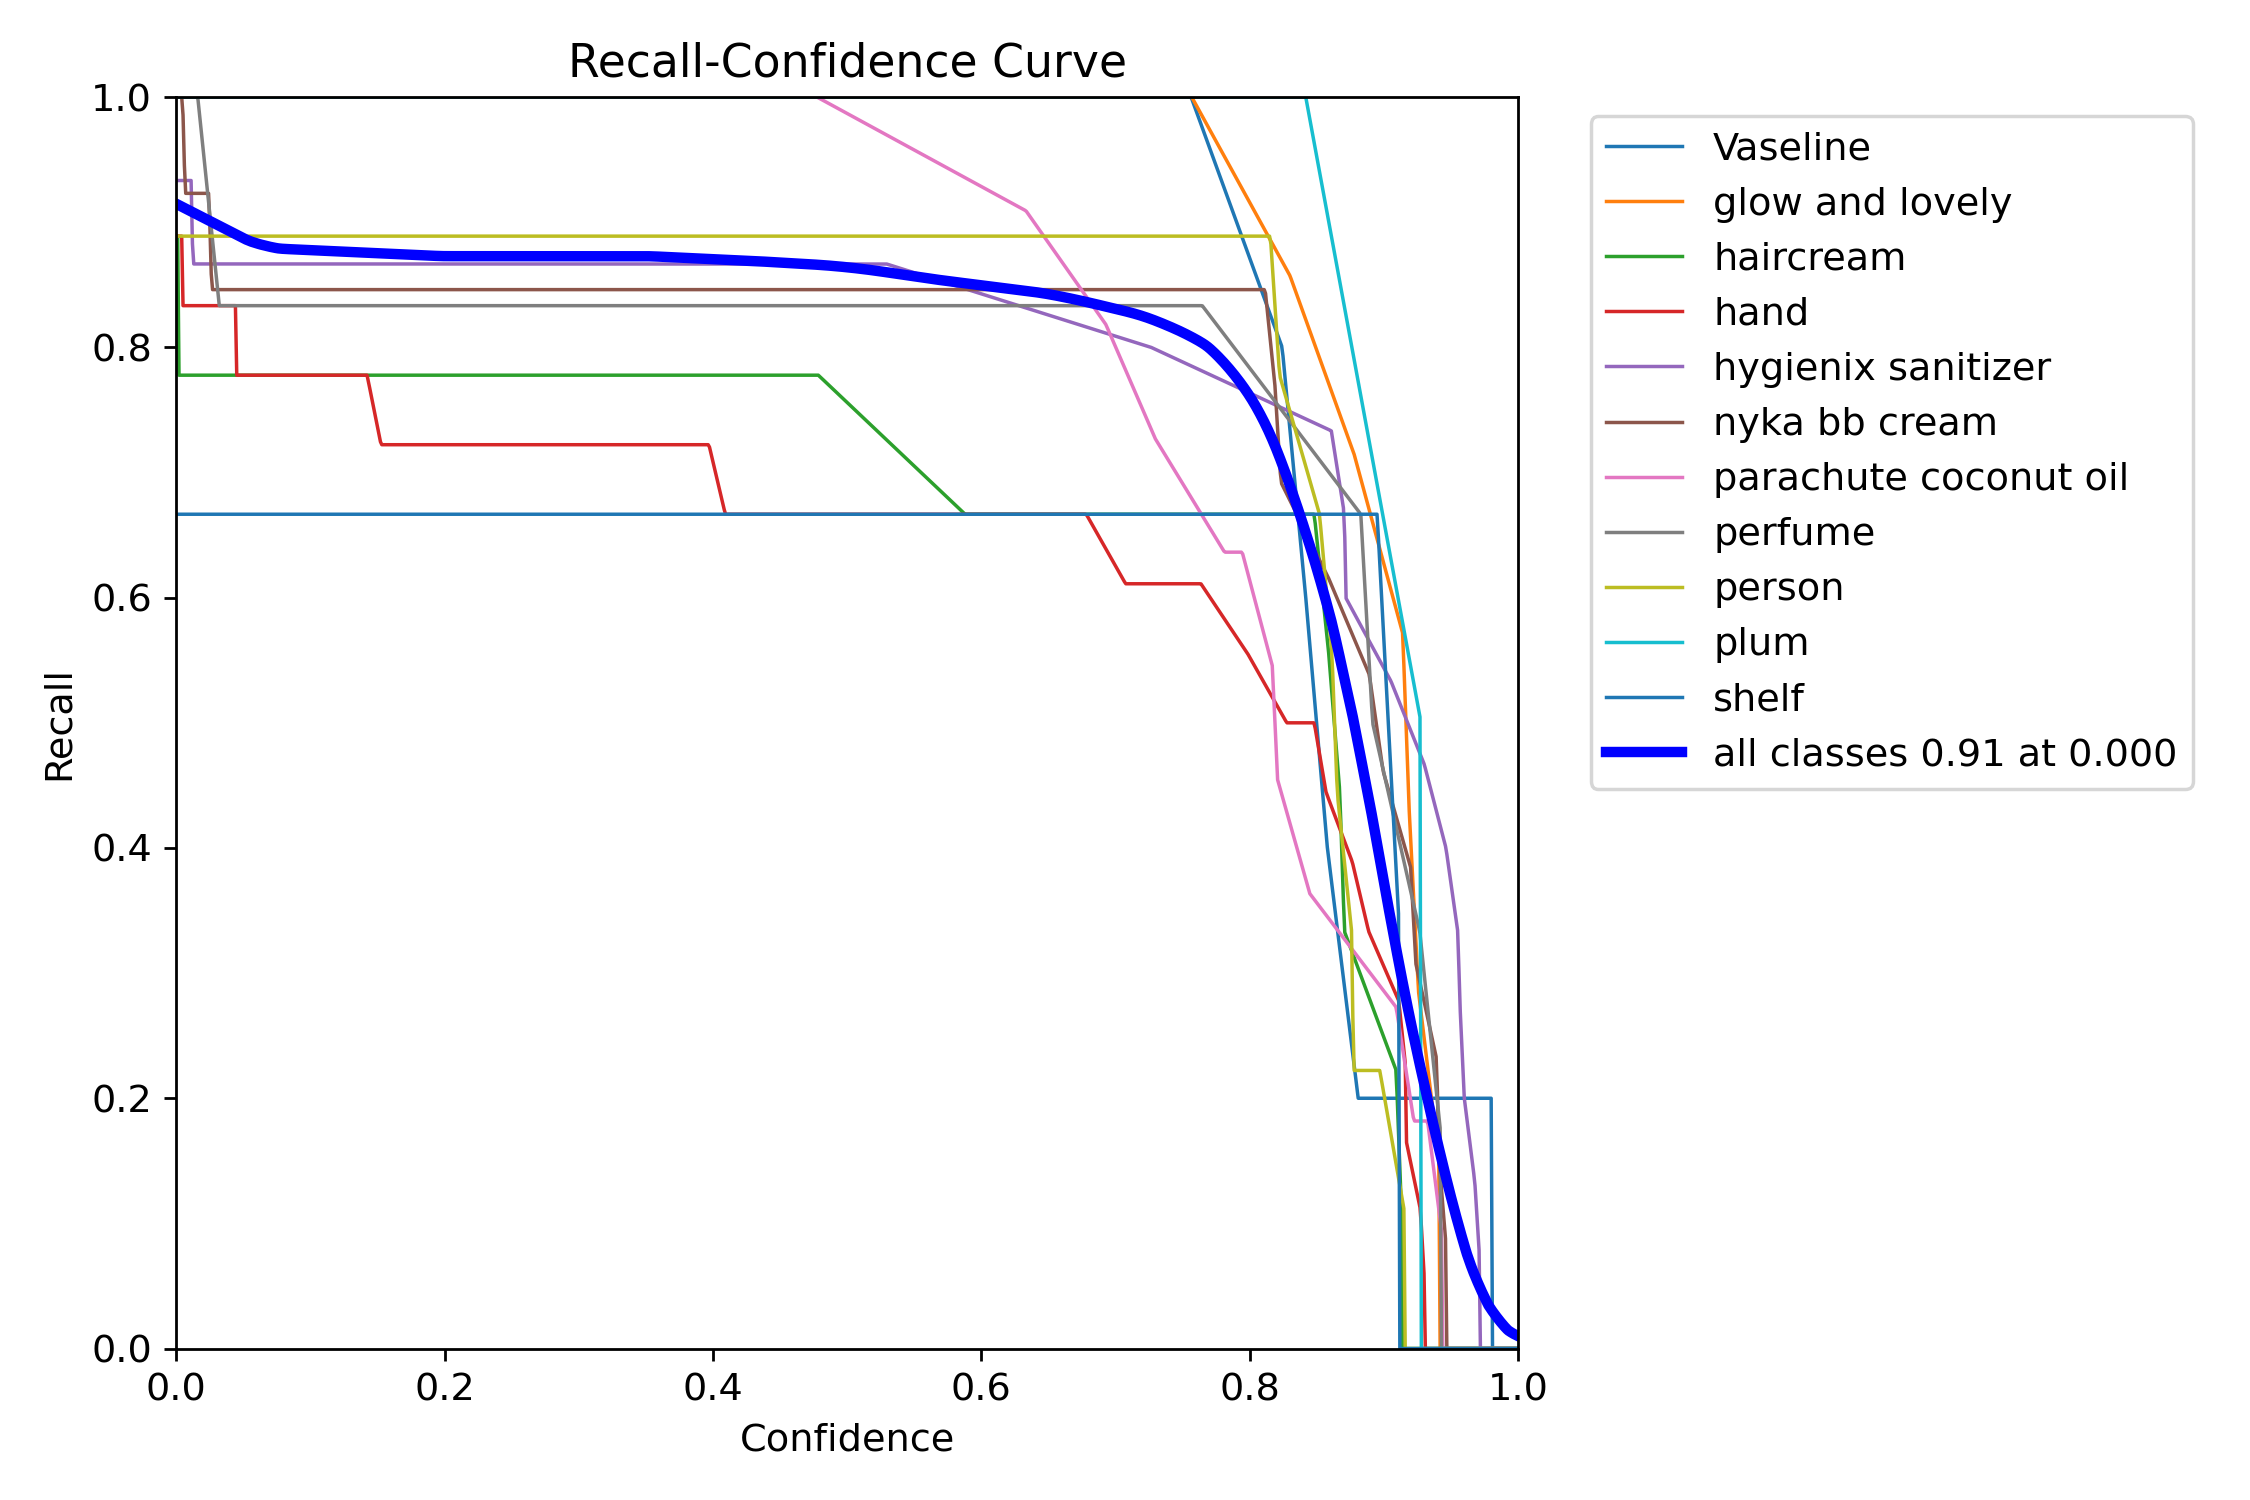 Recall-Confidence Curve
1.0
0.8
0.6
0.4
0.2
0.0
Recall
0.0 0.2 0.4 0.6 0.8 1.0
Confidence
Vaseline
glow and lovely
haircream
hand
hygienix sanitizer
nyka bb cream
parachute coconut oil
perfume
person
plum
shelf
all classes 0.91 at 0.000